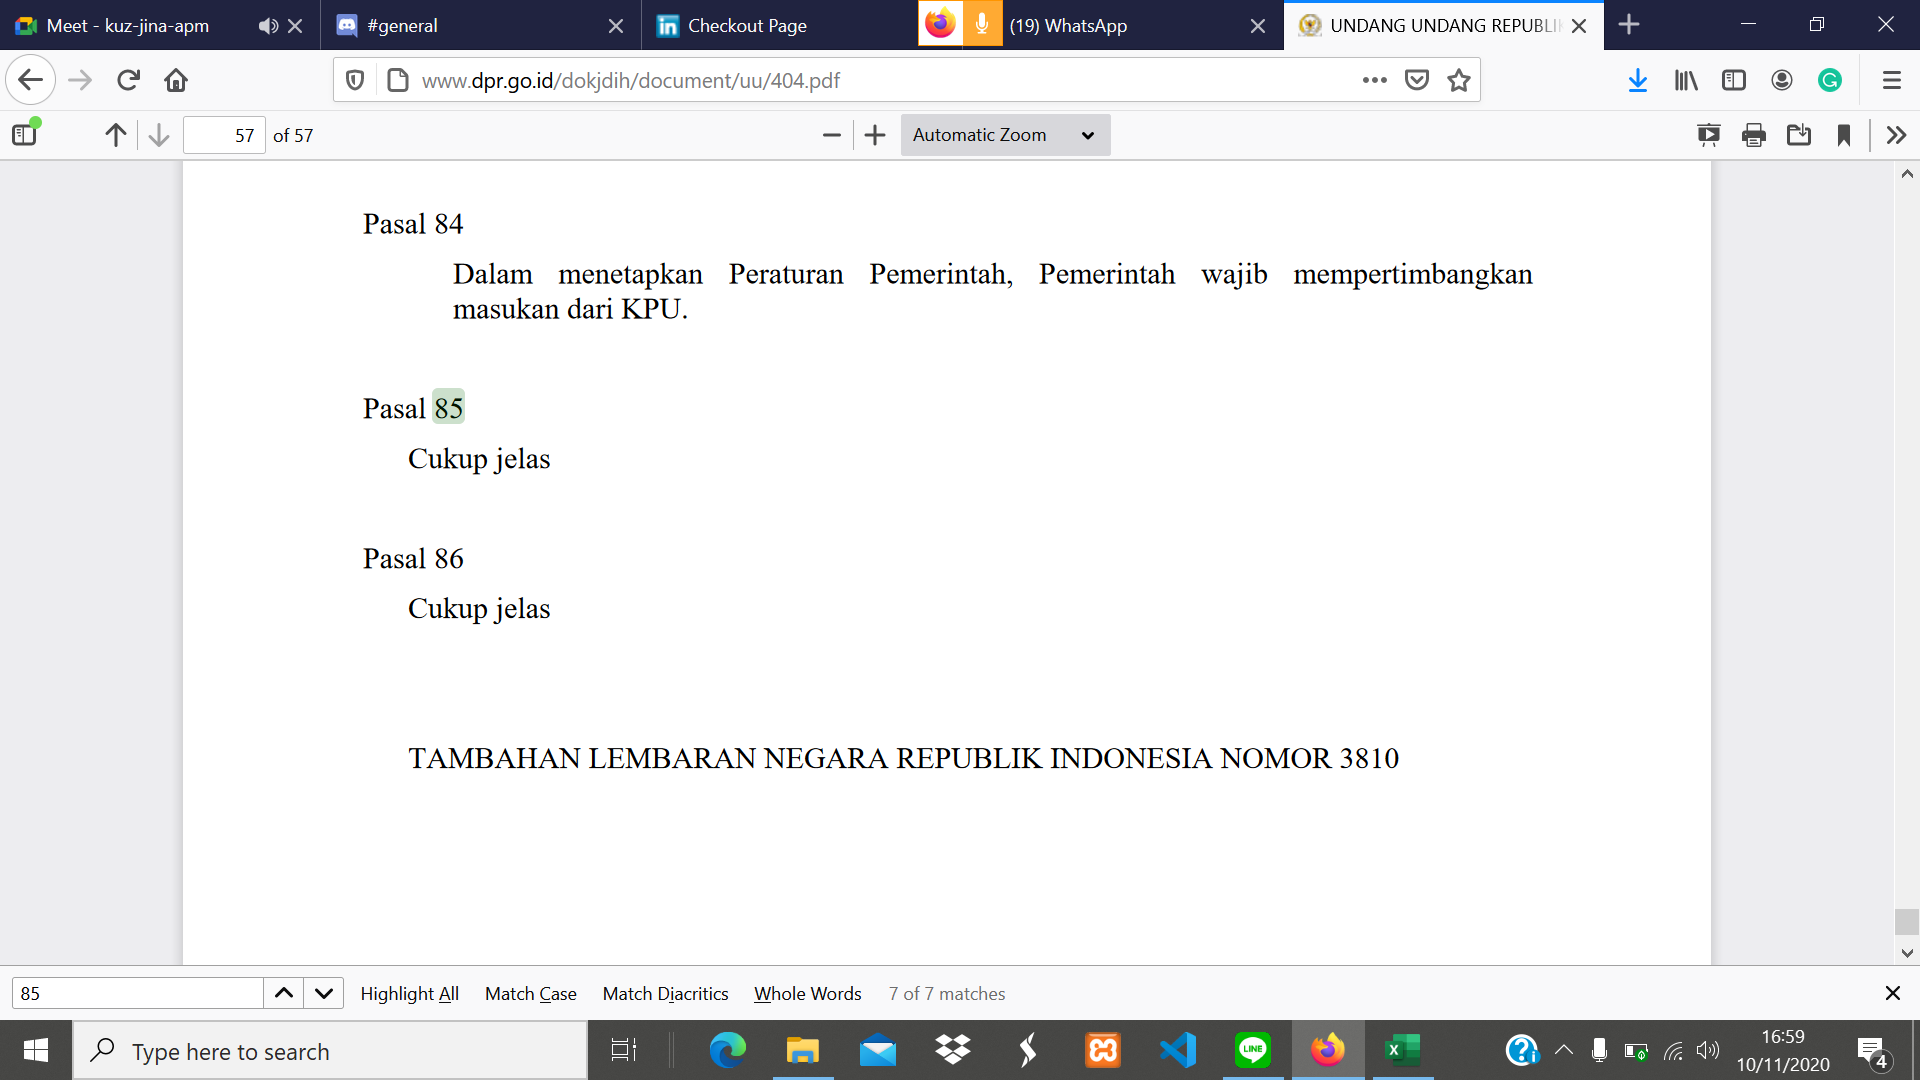 Meet - kuz-jina-apm
#general
Checkout Page
(19) WhatsApp
UNDANG UNDANG REPUBLIK
www.dpr.go.id/dokjdih/document/uu/404.pdf
57 of 57
Automatic Zoom
Pasal 84
Dalam menetapkan Peraturan Pemerintah, Pemerintah wajib mempertimbangkan
masukan dari KPU.
Pasal 85
Cukup jelas
Pasal 86
Cukup jelas
TAMBAHAN LEMBARAN NEGARA REPUBLIK INDONESIA NOMOR 3810
85 Highlight All Match Case Match Diacritics Whole Words 7 of 7 matches
Type here to search
LINE
16:59
10/11/2020
4